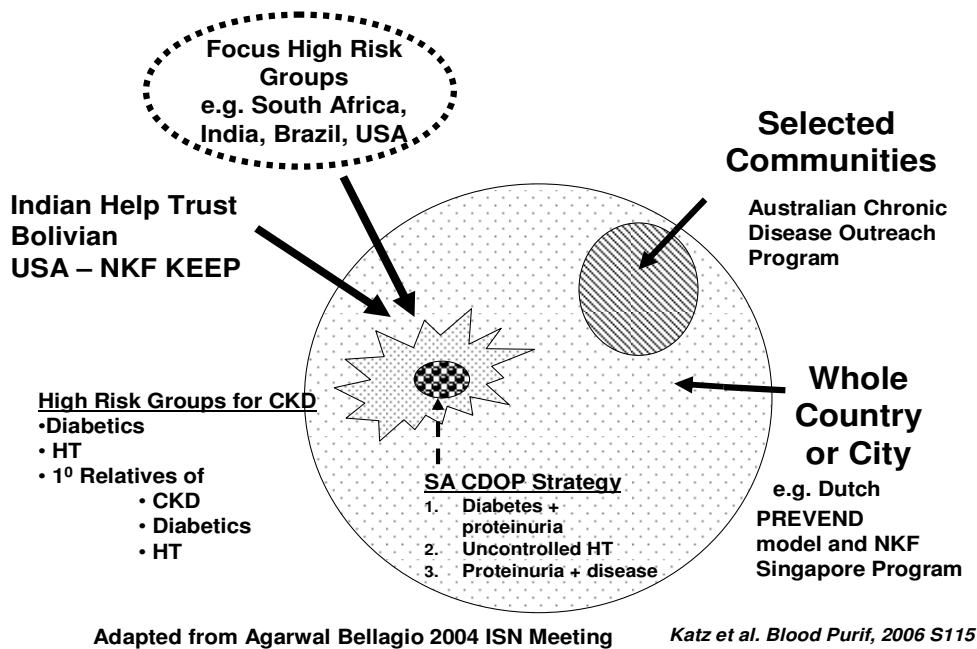 Focus High Risk
Groups
e.g. South Africa,
India, Brazil, USA
Selected
Communities
Australian Chronic
Disease Outreach
Program
Indian Help Trust
Bolivian
USA – NKF KEEP
High Risk Groups for CKD
•Diabetics
• HT
• 1⁰ Relatives of
• CKD
• Diabetics
• HT
SA CDOP Strategy
1. Diabetes +
proteinuria
2. Uncontrolled HT
3. Proteinuria + disease
Whole
Country
or City
e.g. Dutch
PREVEND
model and NKF
Singapore Program
Adapted from Agarwal Bellagio 2004 ISN Meeting
Katz et al. Blood Purif, 2006 S115